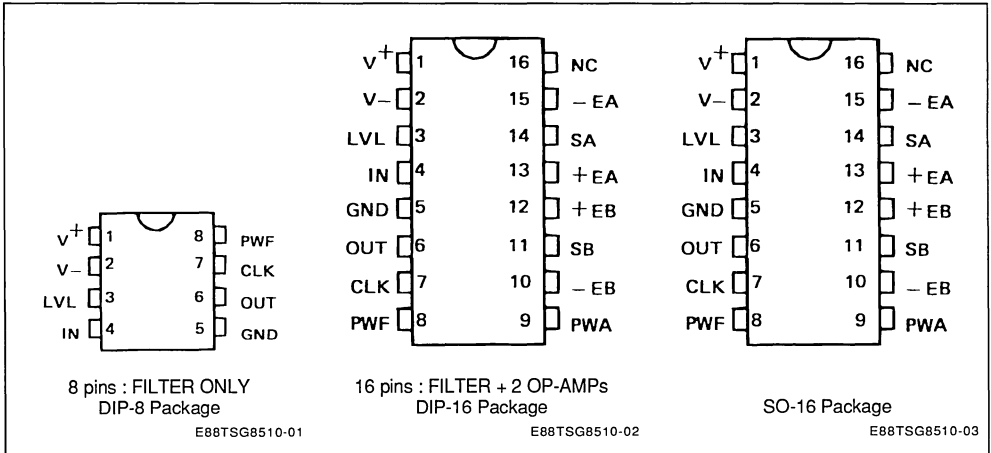 V+ 1 8 PWF
V- 2 7 CLK
LVL 3 6 OUT
IN 4 5 GND
8 pins : FILTER ONLY
DIP-8 Package
E88TSG8510-01
V+ 1 16 NC
V- 2 15 -EA
LVL 3 14 SA
IN 4 13 +EA
GND 5 12 +EB
OUT 6 11 SB
CLK 7 10 -EB
PWF 8 9 PWA
16 pins : FILTER + 2 OP-AMPs
DIP-16 Package
E88TSG8510-02
V+ 1 16 NC
V- 2 15 -EA
LVL 3 14 SA
IN 4 13 +EA
GND 5 12 +EB
OUT 6 11 SB
CLK 7 10 -EB
PWF 8 9 PWA
SO-16 Package
E88TSG8510-03